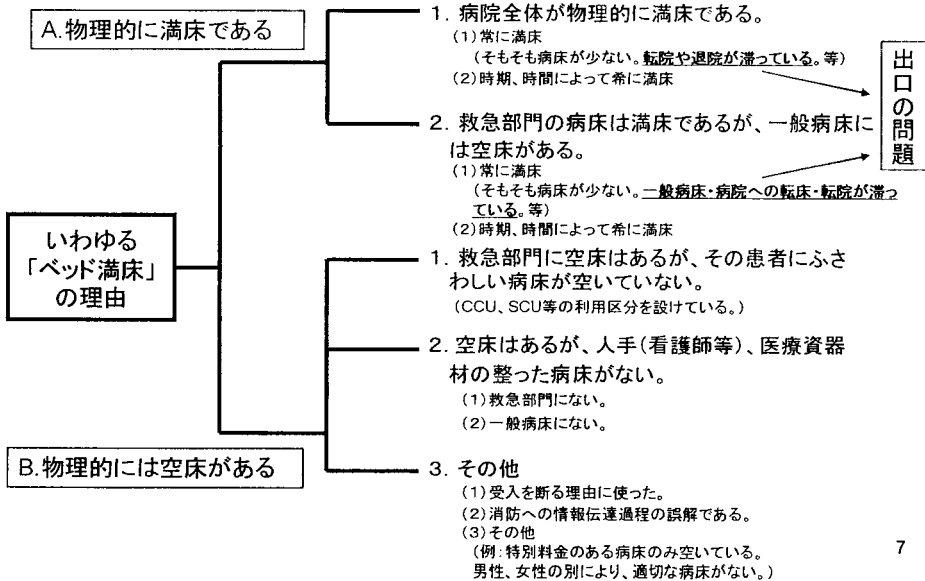 A.物理的に満床である
1. 病院全体が物理的に満床である。
(1)常に満床
(そもそも病床が少ない。転院や退院が滞っている。等)
(2)時期、時間によって希に満床
2. 救急部門の病床は満床であるが、一般病床に
は空床がある。
(1)常に満床
(そもそも病床が少ない。一般病床・病院への転床・転院が滞っ
ている。等)
(2)時期、時間によって希に満床
出口の問題
いわゆる
「ベッド満床」
の理由
B.物理的には空床がある
1. 救急部門に空床はあるが、その患者にふさ
わしい病床が空いていない。
(CCU、SCU等の利用区分を設けている。)
2. 空床はあるが、人手(看護師等)、医療資器
材の整った病床がない。
(1)救急部門にない。
(2)一般病床にない。
3. その他
(1)受入を断る理由に使った。
(2)消防への情報伝達過程の誤解である。
(3)その他
(例:特別料金のある病床のみ空いている。
男性、女性の別により、適切な病床がない。)
7